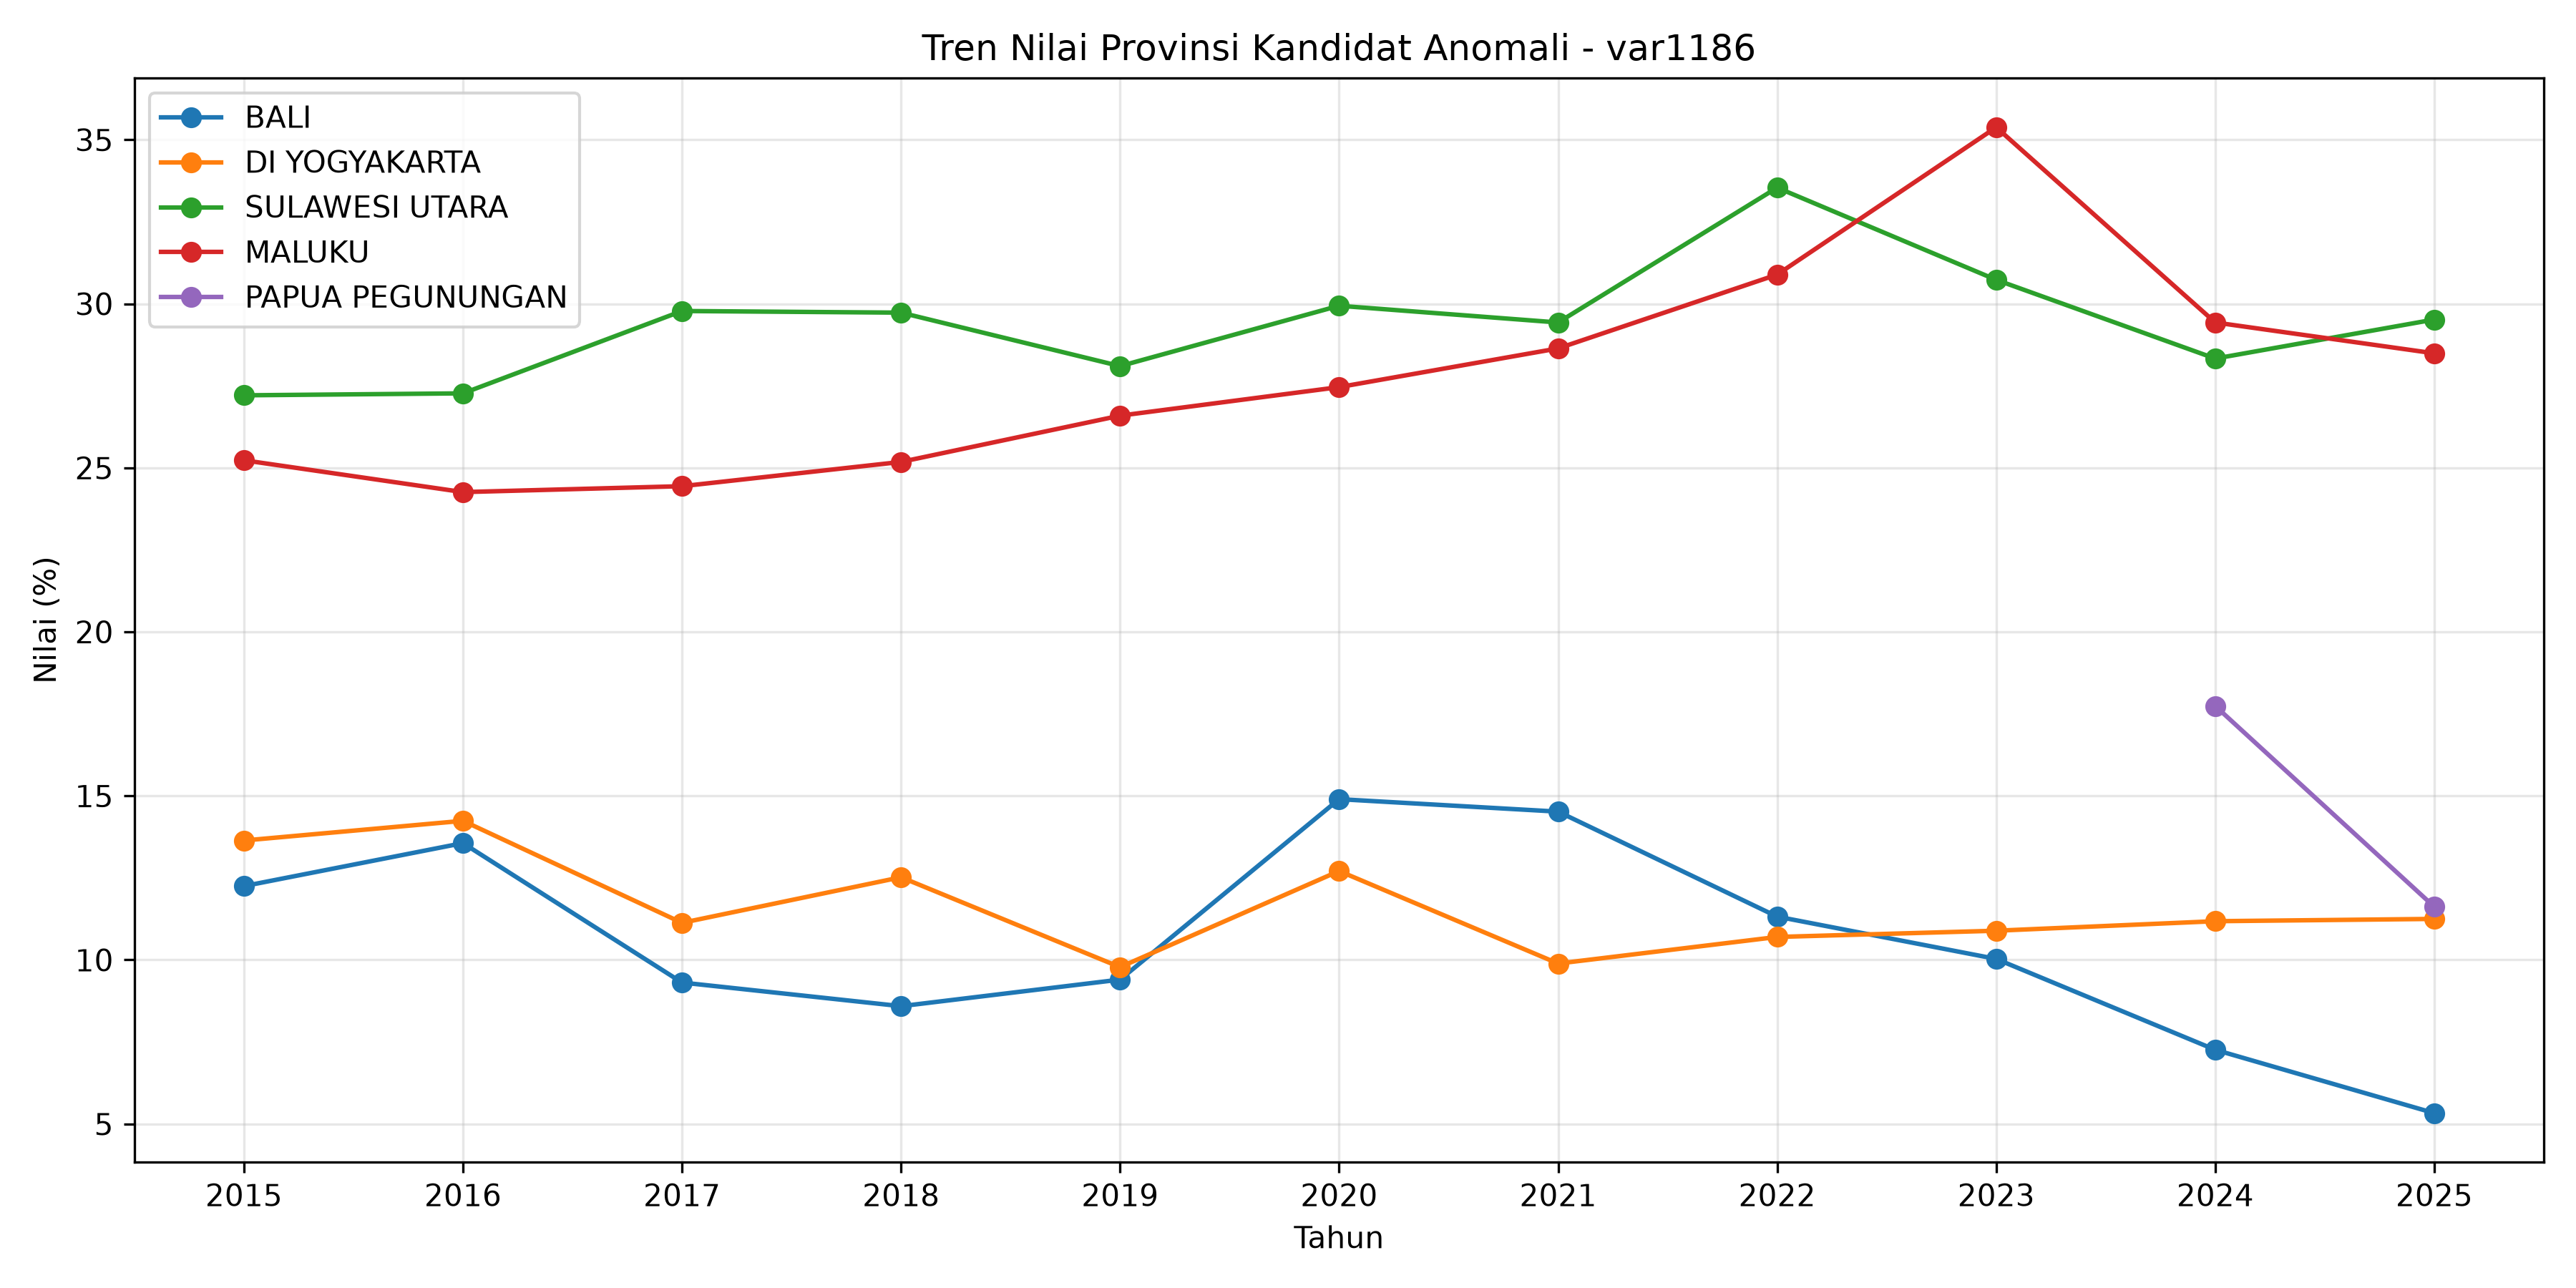 Tren Nilai Provinsi Kandidat Anomali - var1186
BALI
DI YOGYAKARTA
SULAWESI UTARA
MALUKU
PAPUA PEGUNUNGAN
Nilai (%)
35
30
25
20
15
10
5
2015 2016 2017 2018 2019 2020 2021 2022 2023 2024 2025
Tahun